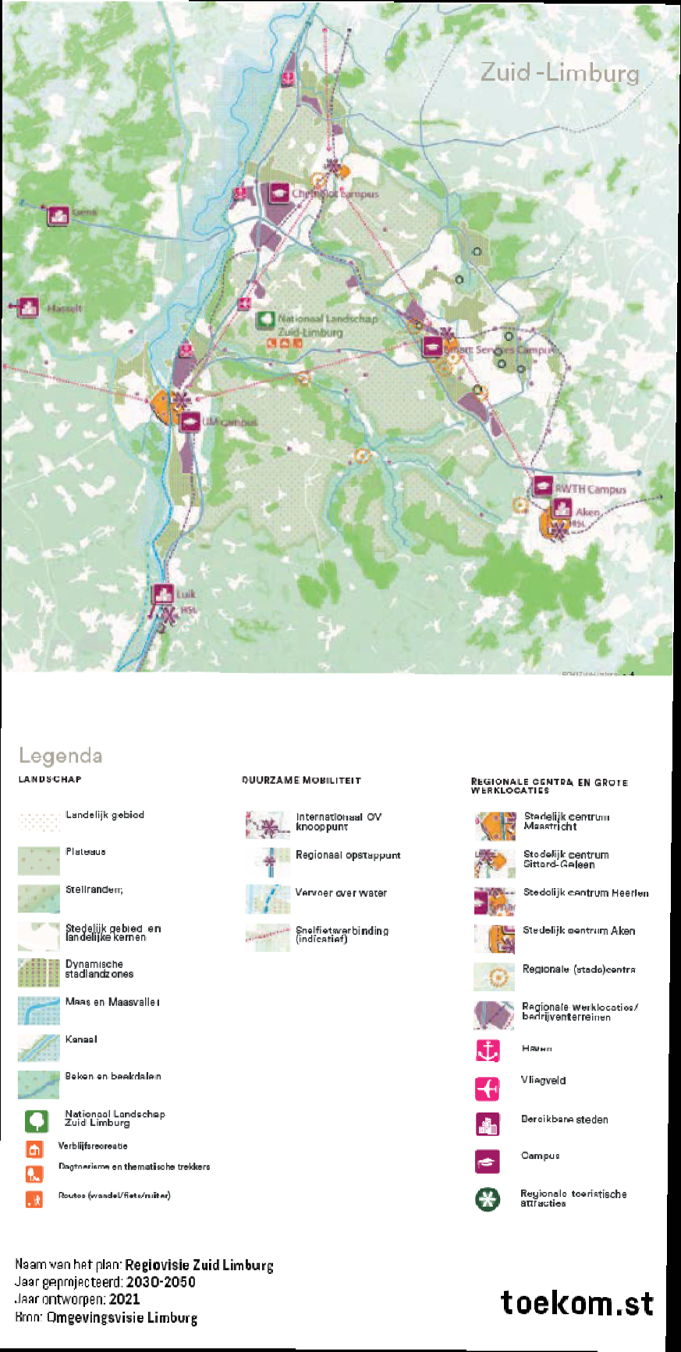 Zuid-Limburg
Chemelot Campus
Genk
Hasselt
Nationaal Landschap
Zuid-Limburg
Smart Services Campus
UM campus
RWTH Campus
Aken
HSL
Luik
HSL
Legenda
LANDSCHAP
Landelijk gebied
Plateaus
Steilranden;
Stedelijk gebied en
landelijke kernen
Dynamische
stadlandzones
Maas en Maasvallei
Kanaal
Beken en beekdalen
Nationaal Landschap
Zuid Limburg
Verblijfsrecreatie
Dagtoerisme en thematische trekkers
Routes (wandel/fiets/ruiter)
DUURZAME MOBILITEIT
Internationaal OV
knooppunt
Regionaal opstappunt
Vervoer over water
Snelfietsverbinding
(indicatief)
REGIONALE CENTRA EN GROTE
WERKLOCATIES
Stedelijk centrum
Maastricht
Stedelijk centrum
Sittard-Geleen
Stedelijk centrum Heerlen
Stedelijk centrum Aken
Regionale (stads)centra
Regionale werklocaties/
bedrijventerreinen
Haven
Vliegveld
Bereikbare steden
Campus
Regionale toeristische
attracties
Naam van het plan: Regiovisie Zuid Limburg
Jaar geprojecteerd: 2030-2050
Jaar ontworpen: 2021
Bron: Omgevingsvisie Limburg
toekom.st